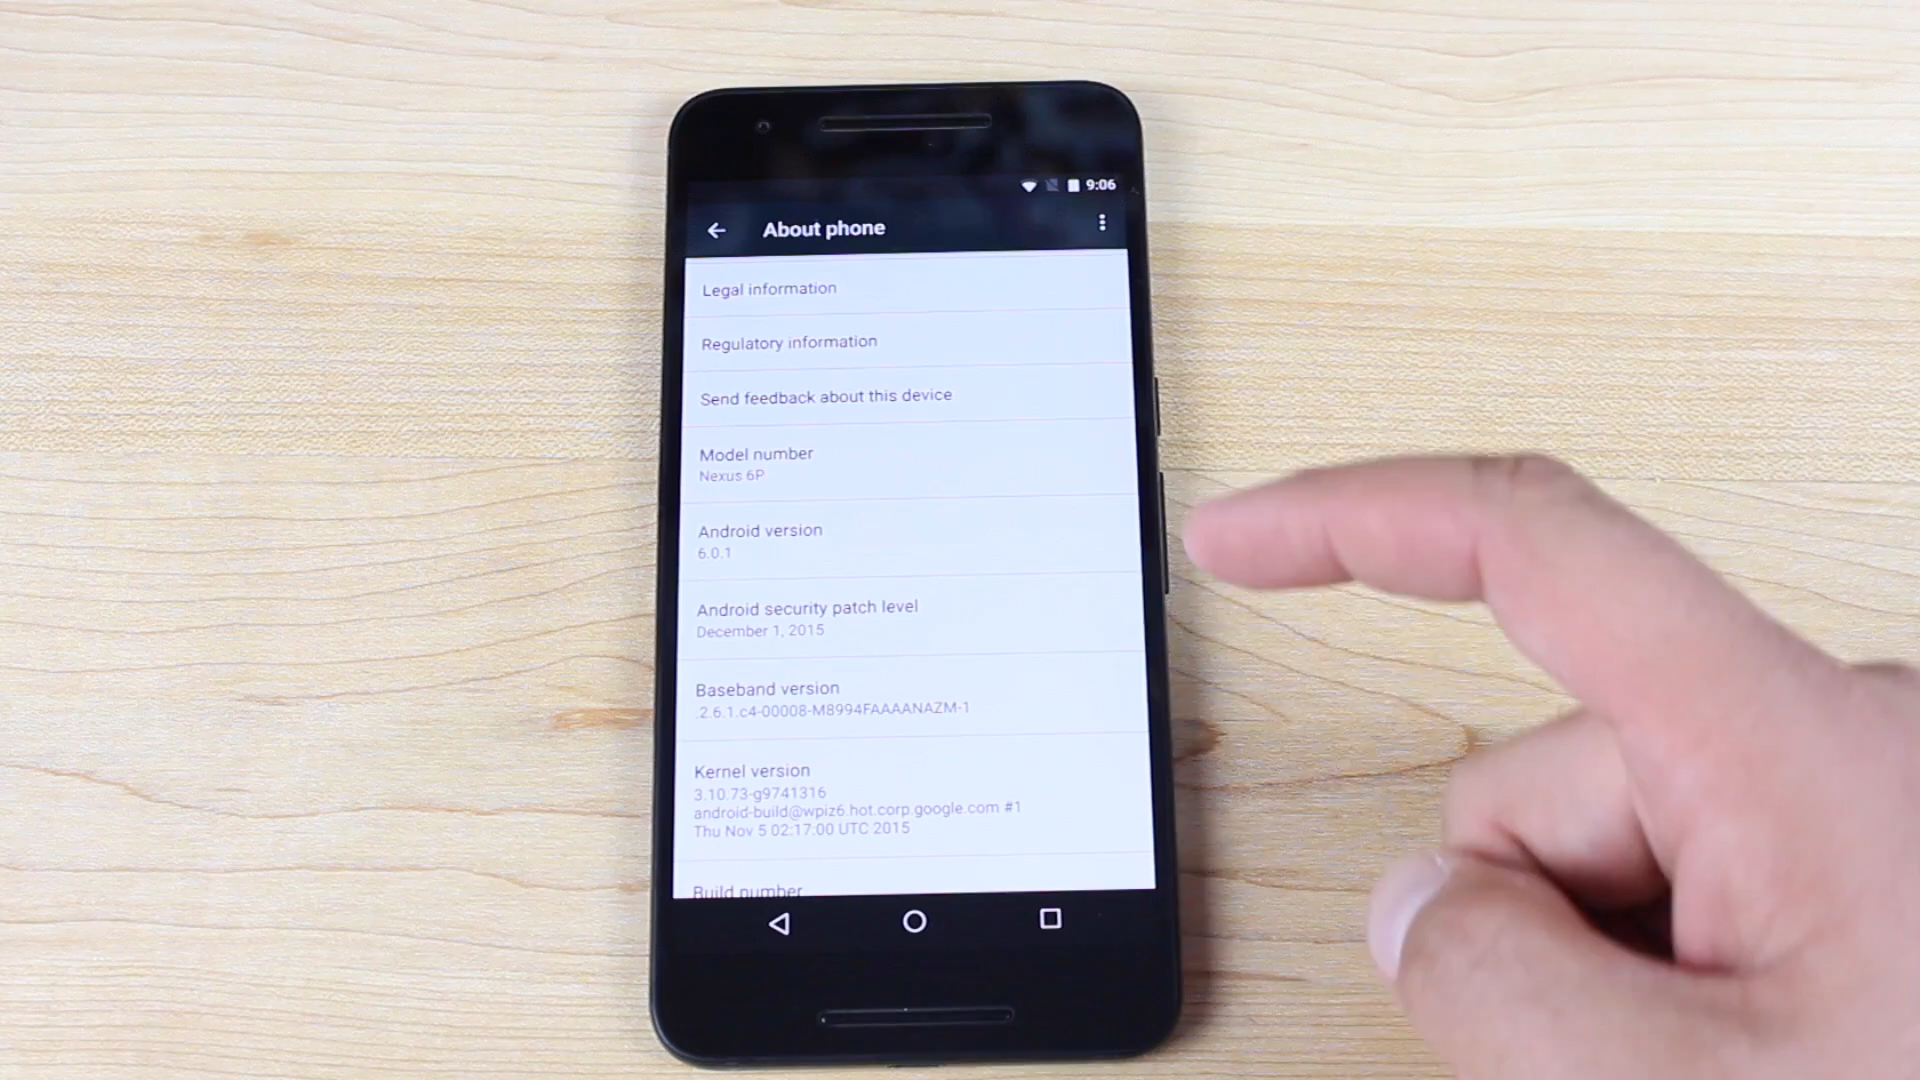 9:06
About phone
Legal information
Regulatory information
Send feedback about this device
Model number
Nexus 6P
Android version
6.0.1
Android security patch level
December 1, 2015
Baseband version
.2.6.1.c4-00008-M8994FAAAANAZM-1
Kernel version
3.10.73-g9741316
android-build@wpiz6.hot.corp.google.com #1
Thu Nov 5 02:17:00 UTC 2015
Build number